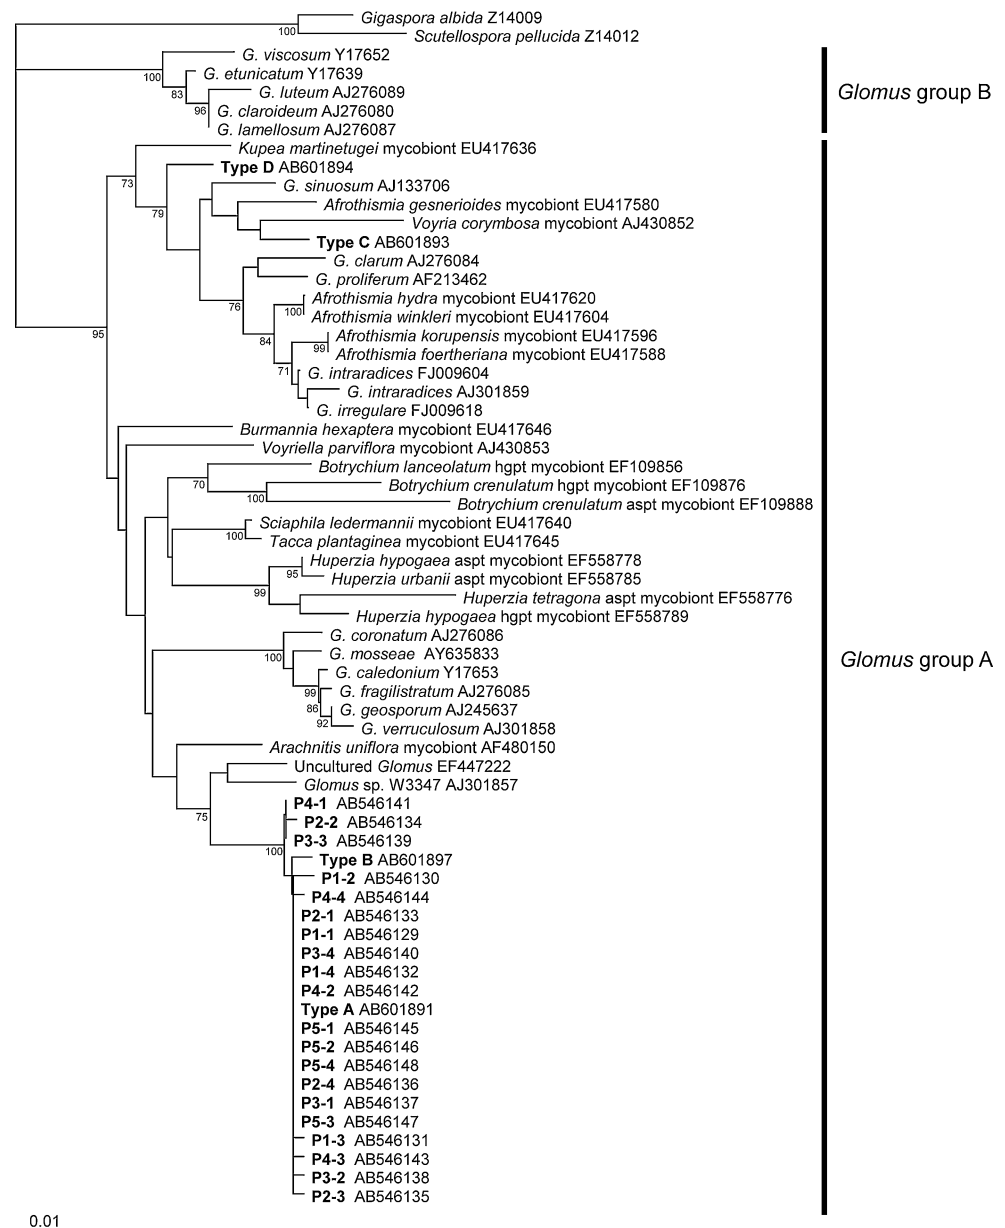 Gigaspora albida Z14009
100
Scutellospora pellucida Z14012
G. viscosum Y17652
100
G. etunicatum Y17639
83
G. luteum AJ276089
Glomus group B
96
G. claroideum AJ276080
G. lamellosum AJ276087
Kupea martinetugei mycobiont EU417636
Type D AB601894
73
G. sinuosum AJ133706
Afrothismia gesnerioides mycobiont EU417580
79
Voyria corymbosa mycobiont AJ430852
Type C AB601893
G. clarum AJ276084
G. proliferum AF213462
Afrothismia hydra mycobiont EU417620
76
100
Afrothismia winkleri mycobiont EU417604
95
Afrothismia korupensis mycobiont EU417596
84
99
Afrothismia foertheriana mycobiont EU417588
71
G. intraradices FJ009604
G. intraradices AJ301859
G. irregulare FJ009618
Burmannia hexaptera mycobiont EU417646
Voyriella parviflora mycobiont AJ430853
Botrychium lanceolatum hgpt mycobiont EF109856
70
Botrychium crenulatum hgpt mycobiont EF109876
100
Botrychium crenulatum aspt mycobiont EF109888
Sciaphila ledermannii mycobiont EU417640
100
Tacca plantaginea mycobiont EU417645
Huperzia hypogaea aspt mycobiont EF558778
95
Huperzia urbanii aspt mycobiont EF558785
99
Huperzia tetragona aspt mycobiont EF558776
Huperzia hypogaea hgpt mycobiont EF558789
G. coronatum AJ276086
100
G. mosseae AY635833
Glomus group A
G. caledonium Y17653
99
G. fragilistratum AJ276085
86
G. geosporum AJ245637
92
G. verruculosum AJ301858
Arachnitis uniflora mycobiont AF480150
Uncultured Glomus EF447222
Glomus sp. W3347 AJ301857
P4-1 AB546141
75
P2-2 AB546134
P3-3 AB546139
100
Type B AB601897
P1-2 AB546130
P4-4 AB546144
P2-1 AB546133
P1-1 AB546129
P3-4 AB546140
P1-4 AB546132
P4-2 AB546142
Type A AB601891
P5-1 AB546145
P5-2 AB546146
P5-4 AB546148
P2-4 AB546136
P3-1 AB546137
P5-3 AB546147
P1-3 AB546131
P4-3 AB546143
P3-2 AB546138
P2-3 AB546135
0.01